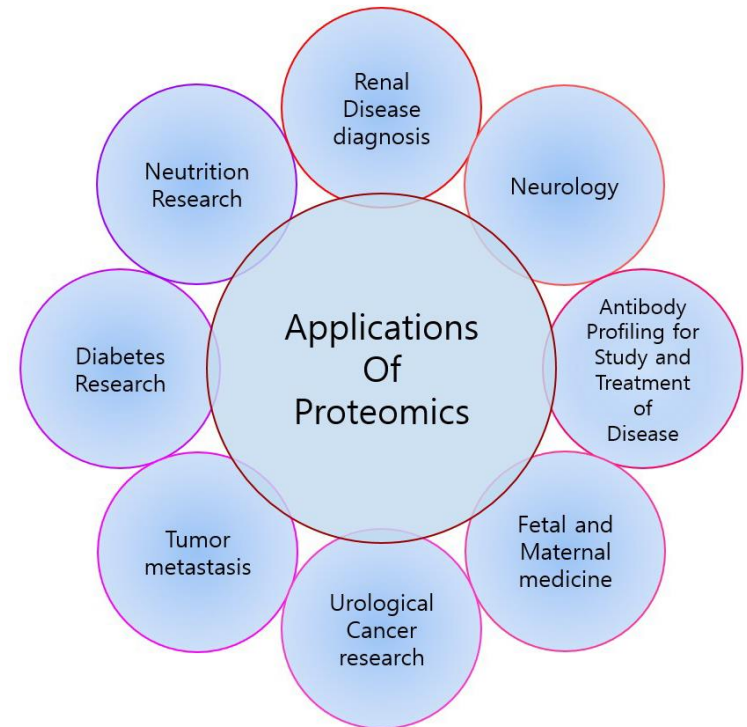 Applications
Of
Proteomics
Renal
Disease
diagnosis
Neurology
Antibody
Profiling for
Study and
Treatment
of
Disease
Fetal and
Maternal
medicine
Urological
Cancer
research
Tumor
metastasis
Diabetes
Research
Neutrition
Research